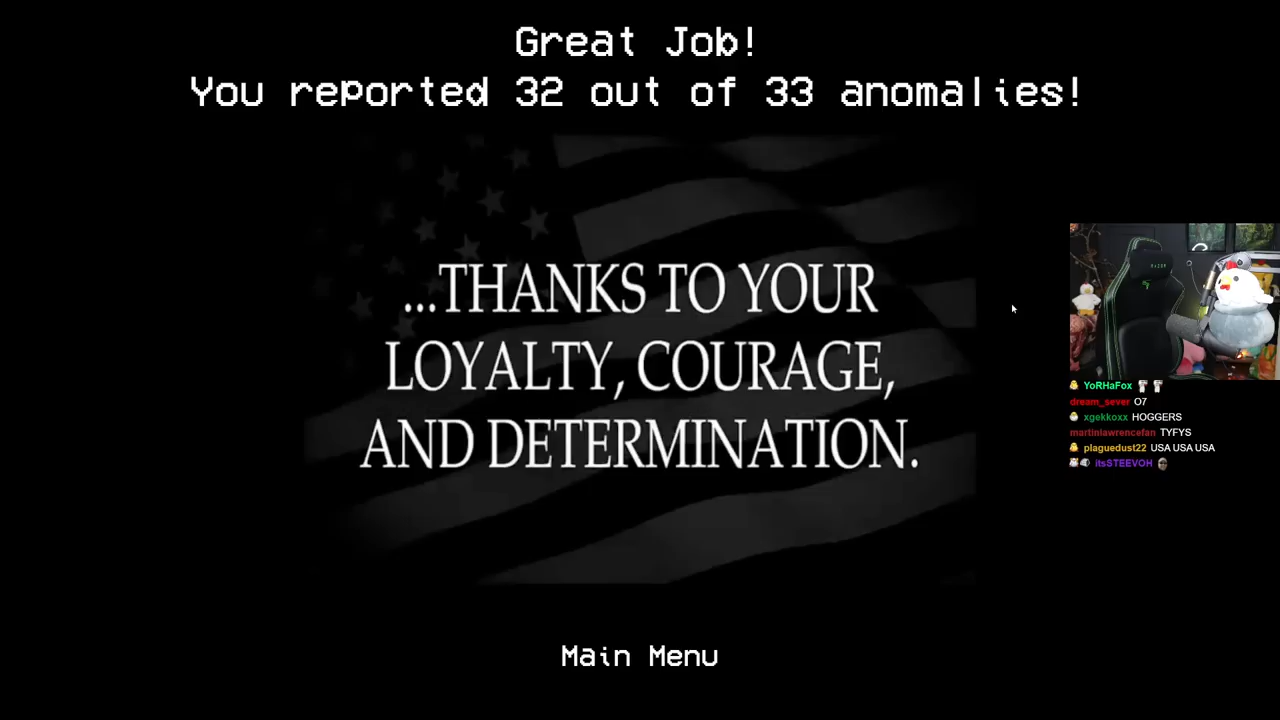 Great Job!
You reported 32 out of 33 anomalies!
...THANKS TO YOUR
LOYALTY, COURAGE,
AND DETERMINATION.
YoRHaFox
dream_sever O7
xgekkoxx HOGGERS
martinlawrencefan TYFYS
plaguedust22 USA USA USA
itsSTEEVOH
Main Menu